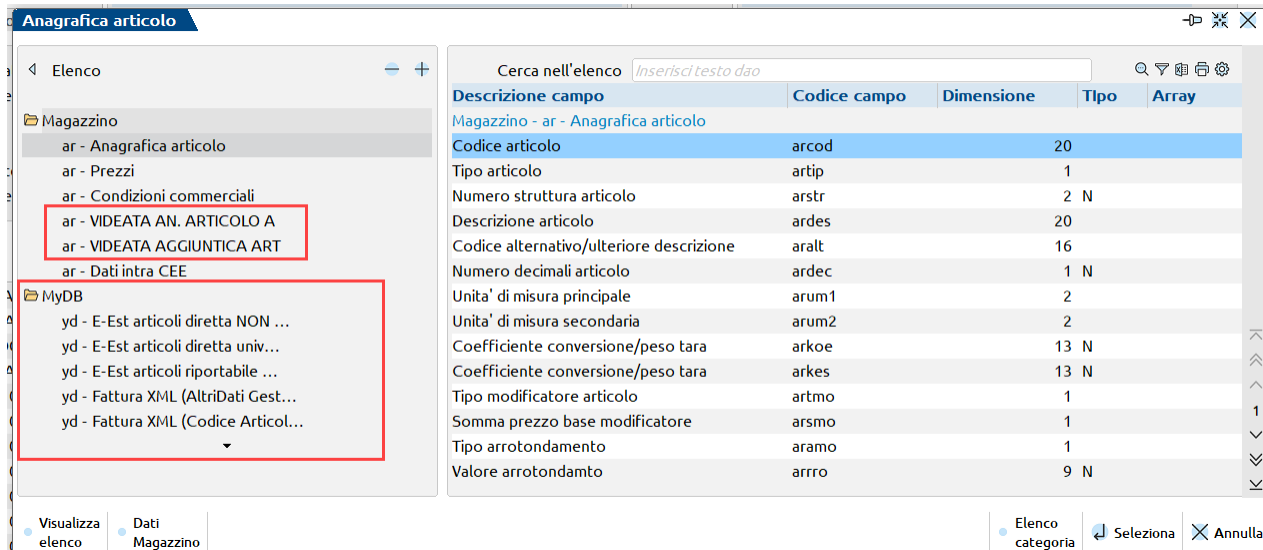 Anagrafica articolo
Elenco
Magazzino
ar - Anagrafica articolo
ar - Prezzi
ar - Condizioni commerciali
ar - VIDEATA AN. ARTICOLO A
ar - VIDEATA AGGIUNTICA ART
ar - Dati intra CEE
MyDB
yd - E-Est articoli diretta NON ...
yd - E-Est articoli diretta univ...
yd - E-Est articoli riportabile ...
yd - Fattura XML (AltriDati Gest...
yd - Fattura XML (Codice Articol...
Cerca nell'elenco Inserisci testo dao
Descrizione campo Codice campo Dimensione TIpo Array
Magazzino - ar - Anagrafica articolo
Codice articolo arcod 20
Tipo articolo artip 1
Numero struttura articolo arstr 2 N
Descrizione articolo ardes 20
Codice alternativo/ulteriore descrizione aralt 16
Numero decimali articolo ardec 1 N
Unita' di misura principale arum1 2
Unita' di misura secondaria arum2 2
Coefficiente conversione/peso tara arkoe 13 N
Coefficiente conversione/peso tara arkes 13 N
Tipo modificatore articolo artmo 1
Somma prezzo base modificatore arsmo 1
Tipo arrotondamento aramo 1
Valore arrotondamto arrro 9 N
1
Visualizza elenco
Dati Magazzino
Elenco categoria
Seleziona
Annulla